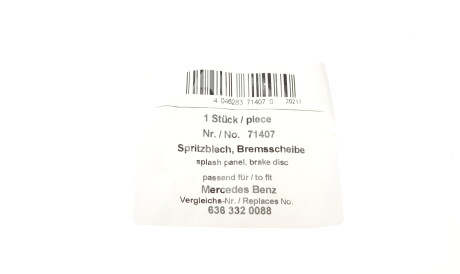 4 046283 71407 0 20217
1 Stück / piece
Nr. / No. 71407
Spritzblech, Bremsscheibe
splash panel, brake disc
passend für / to fit
Mercedes Benz
Vergleichs-Nr. / Replaces No.
636 332 0088